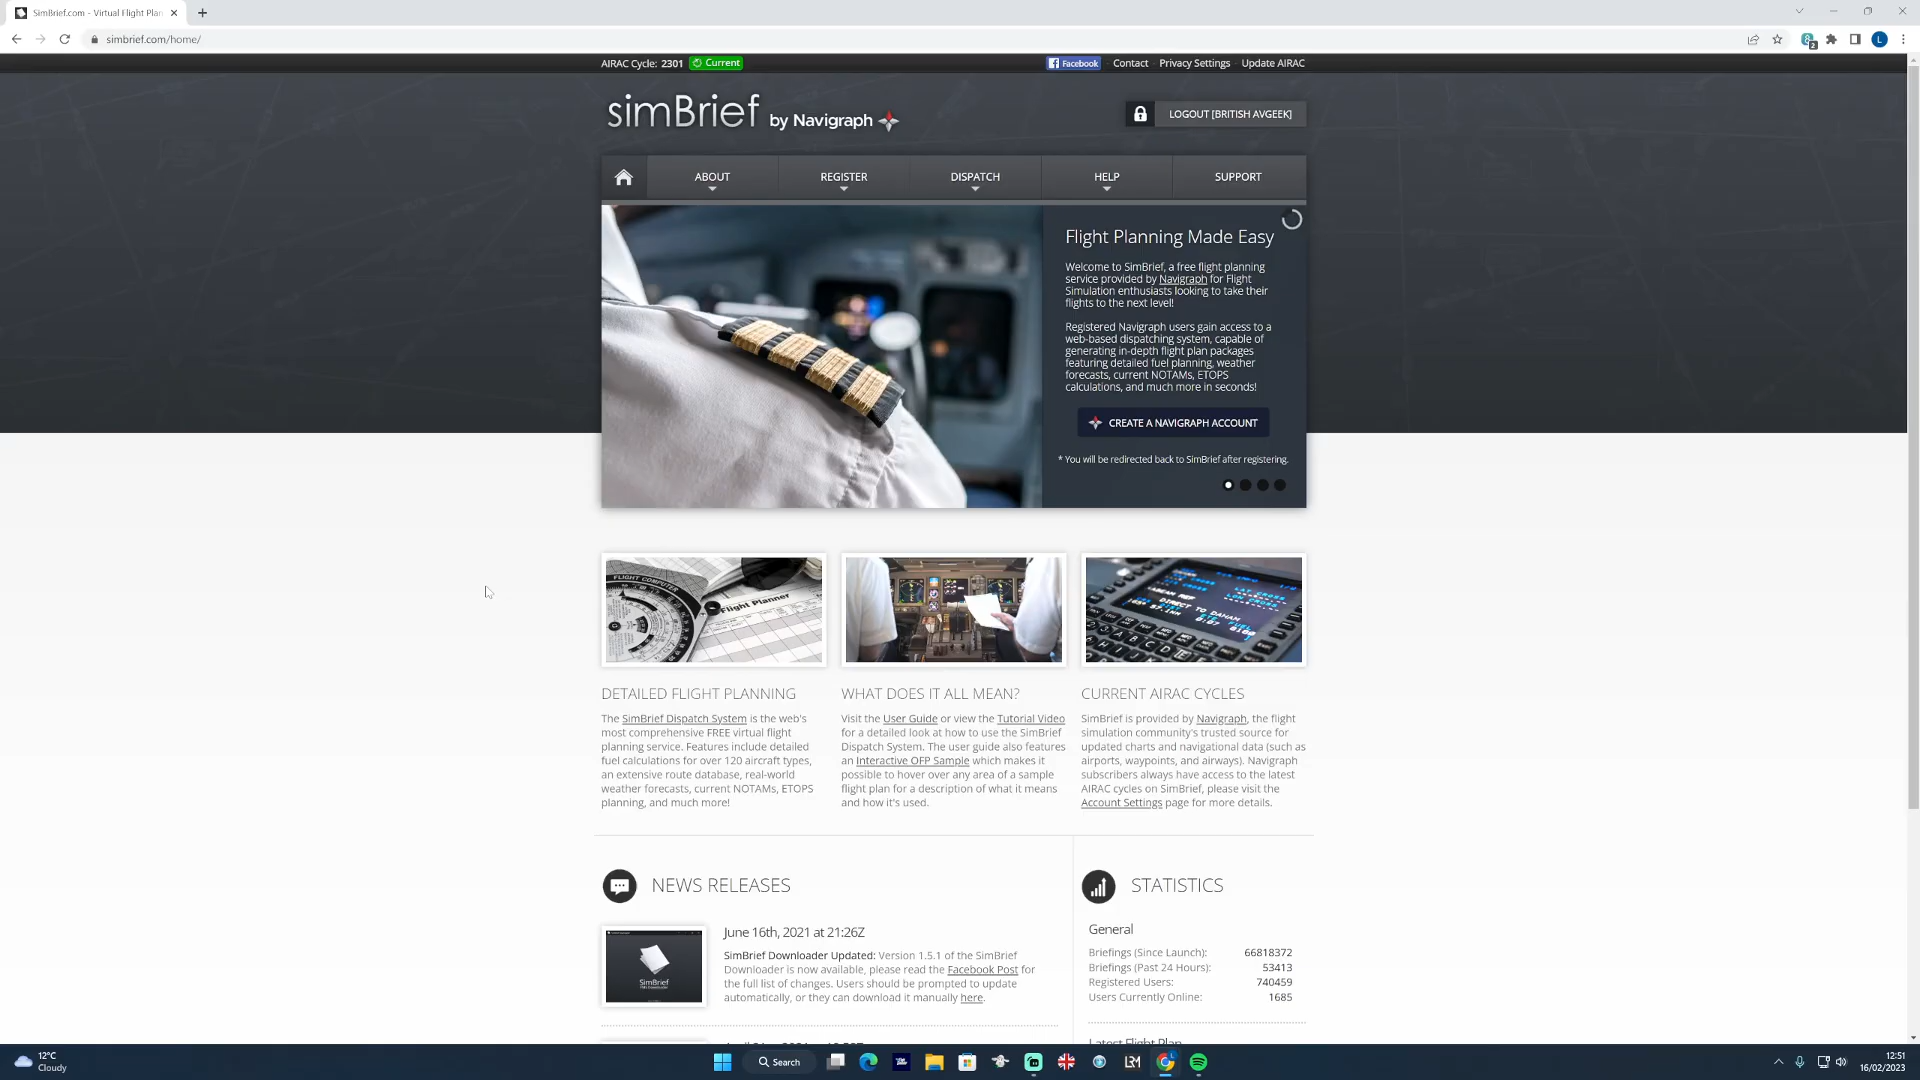 SimBrief.com - Virtual Flight Plan
simbrief.com/home/
AIRAC Cycle: 2301 Current
Facebook Contact - Privacy Settings - Update AIRAC
simBrief by Navigraph
LOGOUT [BRITISH AVGEEK]
ABOUT REGISTER DISPATCH HELP SUPPORT
Flight Planning Made Easy
Welcome to SimBrief, a free flight planning
service provided by Navigraph for Flight
Simulation enthusiasts looking to take their
flights to the next level!
Registered Navigraph users gain access to a
web-based dispatching system, capable of
generating in-depth flight plan packages
featuring detailed fuel planning, weather
forecasts, current NOTAMs, ETOPS
calculations, and much more in seconds!
CREATE A NAVIGRAPH ACCOUNT
* You will be redirected back to SimBrief after registering.
FLIGHT COMPUTER
Flight Planner
DIRECT TO DANAM
DETAILED FLIGHT PLANNING
The SimBrief Dispatch System is the web's
most comprehensive FREE virtual flight
planning service. Features include detailed
fuel calculations for over 120 aircraft types,
an extensive route database, real-world
weather forecasts, current NOTAMs, ETOPS
planning, and much more!
WHAT DOES IT ALL MEAN?
Visit the User Guide or view the Tutorial Video
for a detailed look at how to use the SimBrief
Dispatch System. The user guide also features
an Interactive OFP Sample which makes it
possible to hover over any area of a sample
flight plan for a description of what it means
and how it's used.
CURRENT AIRAC CYCLES
SimBrief is provided by Navigraph, the flight
simulation community's trusted source for
updated charts and navigational data (such as
airports, waypoints, and airways). Navigraph
subscribers always have access to the latest
AIRAC cycles on SimBrief, please visit the
Account Settings page for more details.
NEWS RELEASES
SimBrief
June 16th, 2021 at 21:26Z
SimBrief Downloader Updated: Version 1.5.1 of the SimBrief
Downloader is now available, please read the Facebook Post for
the full list of changes. Users should be prompted to update
automatically, or they can download it manually here.
STATISTICS
General
Briefings (Since Launch): 66818372
Briefings (Past 24 Hours): 53413
Registered Users: 740459
Users Currently Online: 1685
Latest Flight Plan
12°C
Cloudy
Search
12:51
16/02/2023